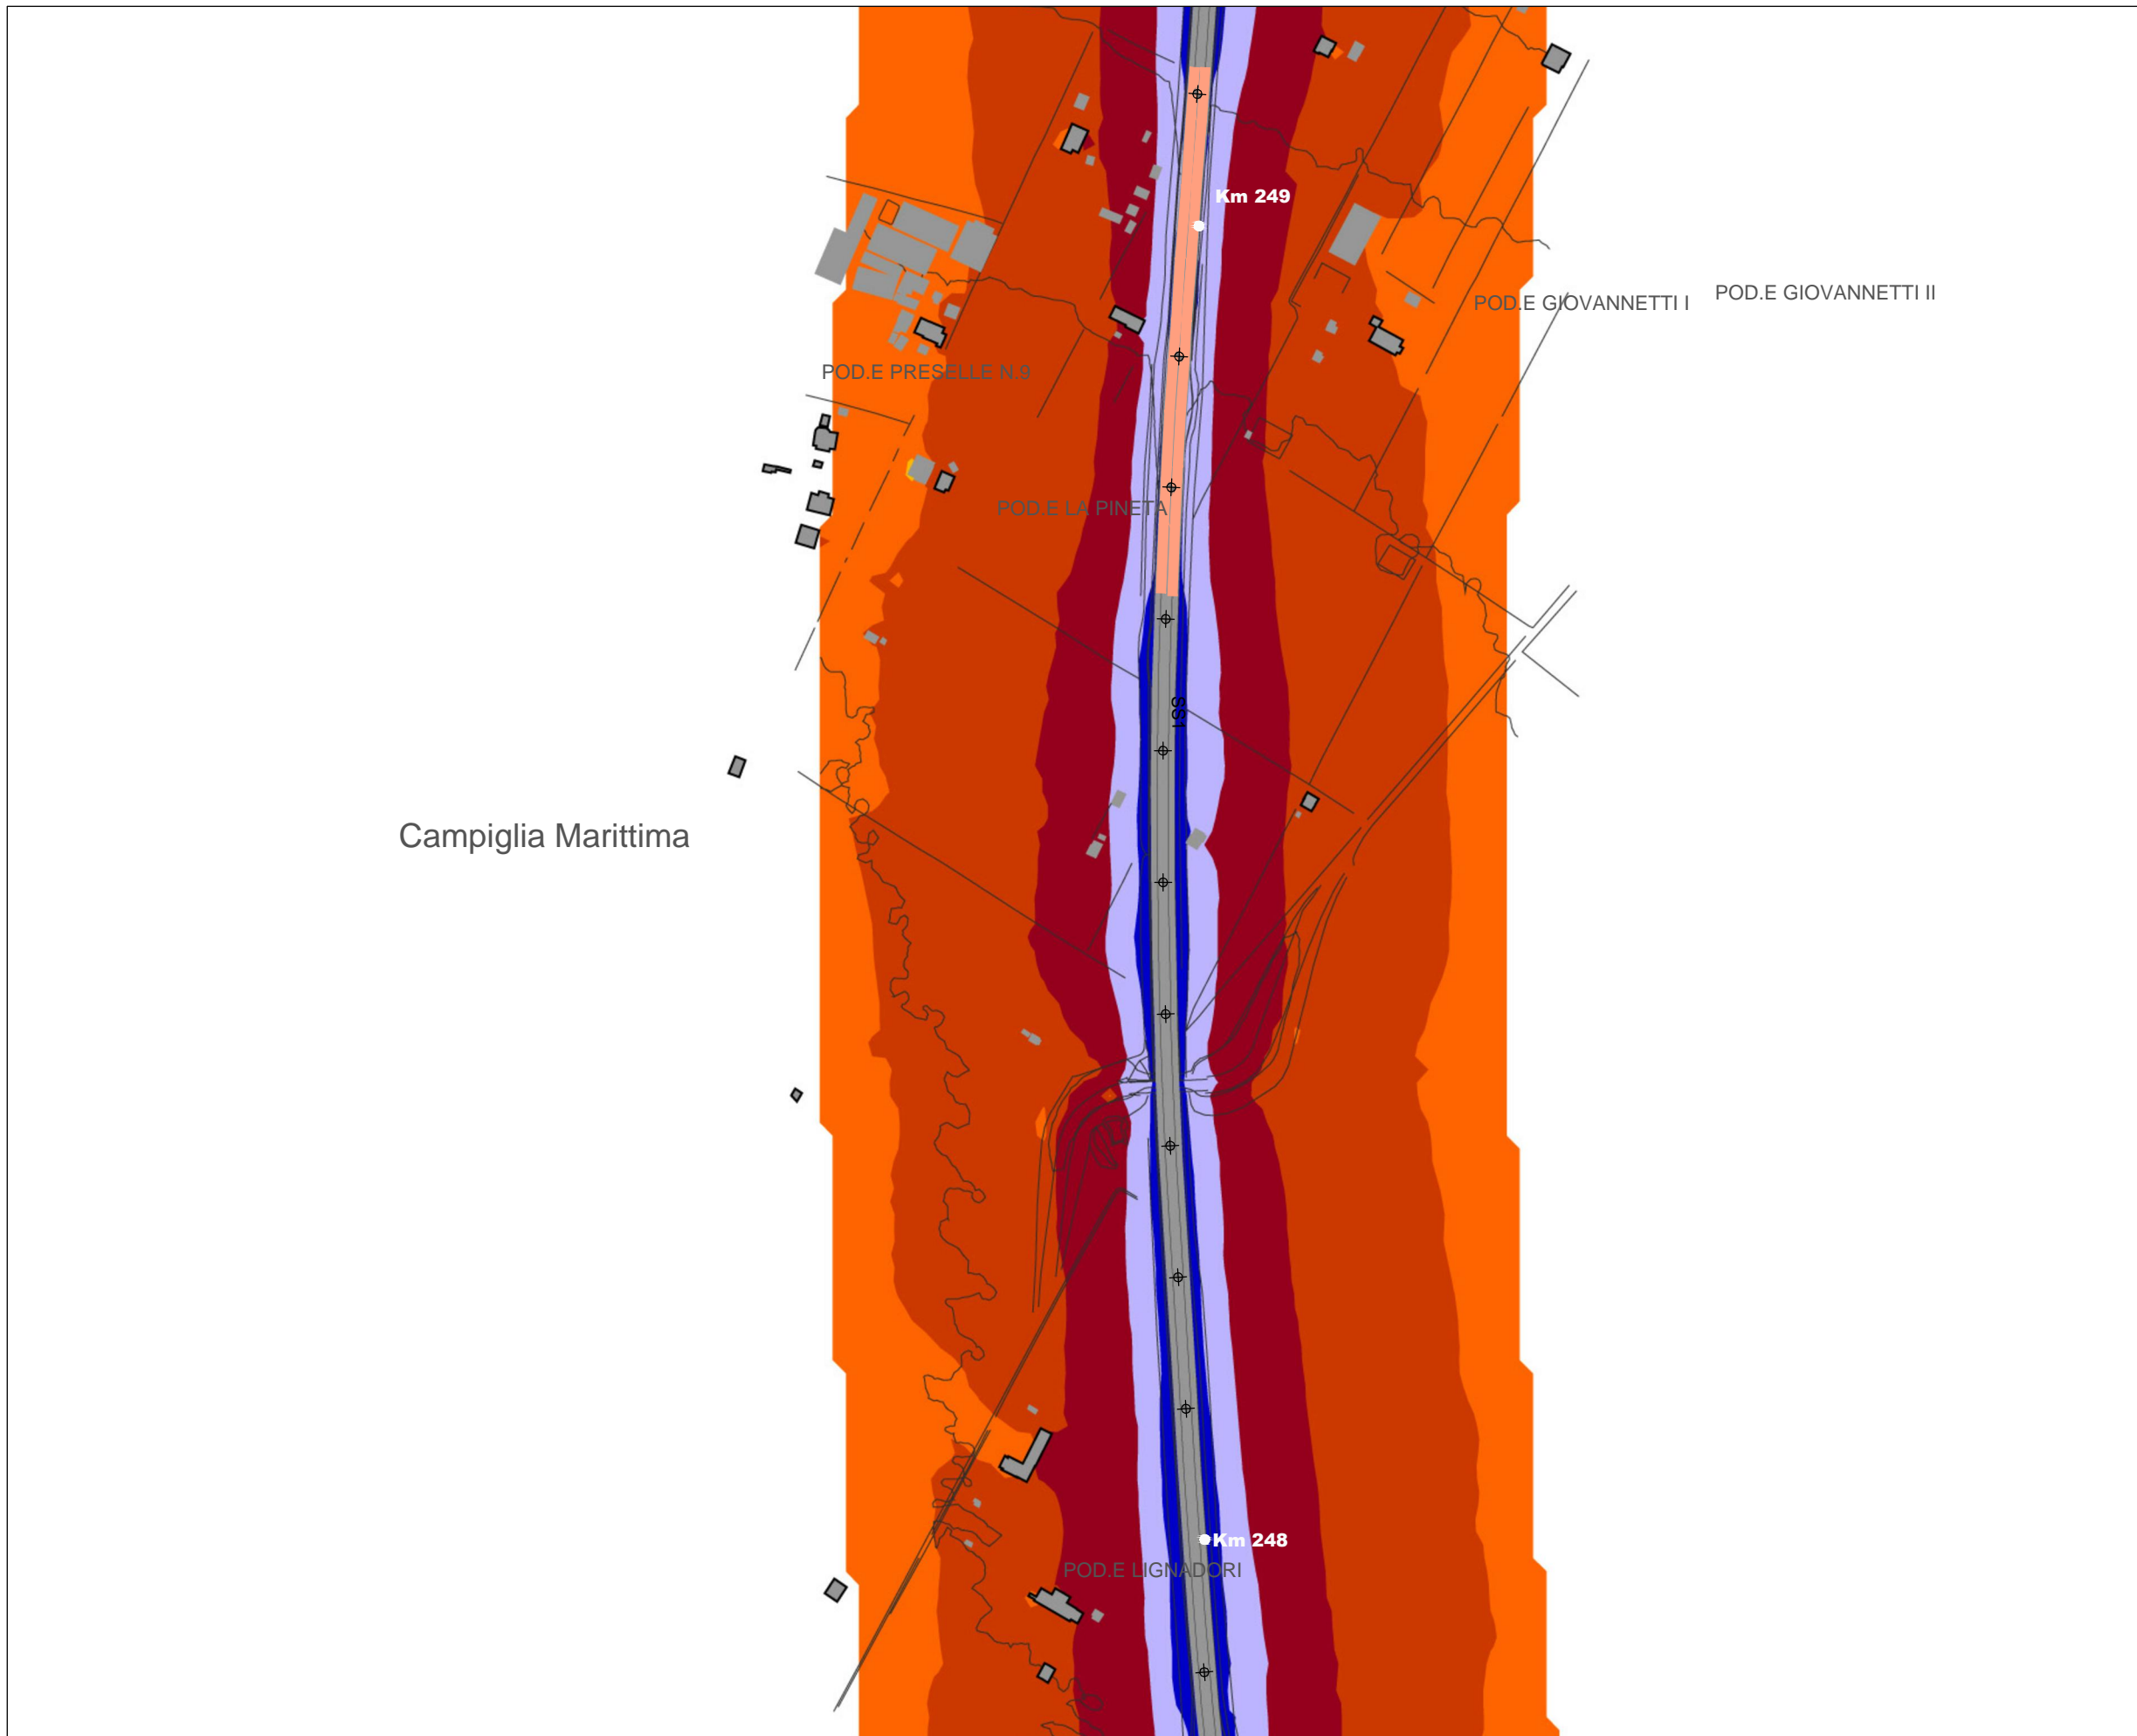 Km 249
POD.E GIOVANNETTI I
POD.E GIOVANNETTI II
POD.E PRESELLE N.9
POD.E LA PINETA
SS1
Campiglia Marittima
Km 248
POD.E LIGNADORI